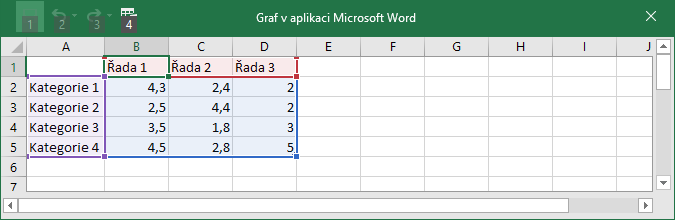 1 2 3 4 Graf v aplikaci Microsoft Word
A B C D E F G H I J
1 Řada 1 Řada 2 Řada 3
2 Kategorie 1 4,3 2,4 2
3 Kategorie 2 2,5 4,4 2
4 Kategorie 3 3,5 1,8 3
5 Kategorie 4 4,5 2,8 5
6
7